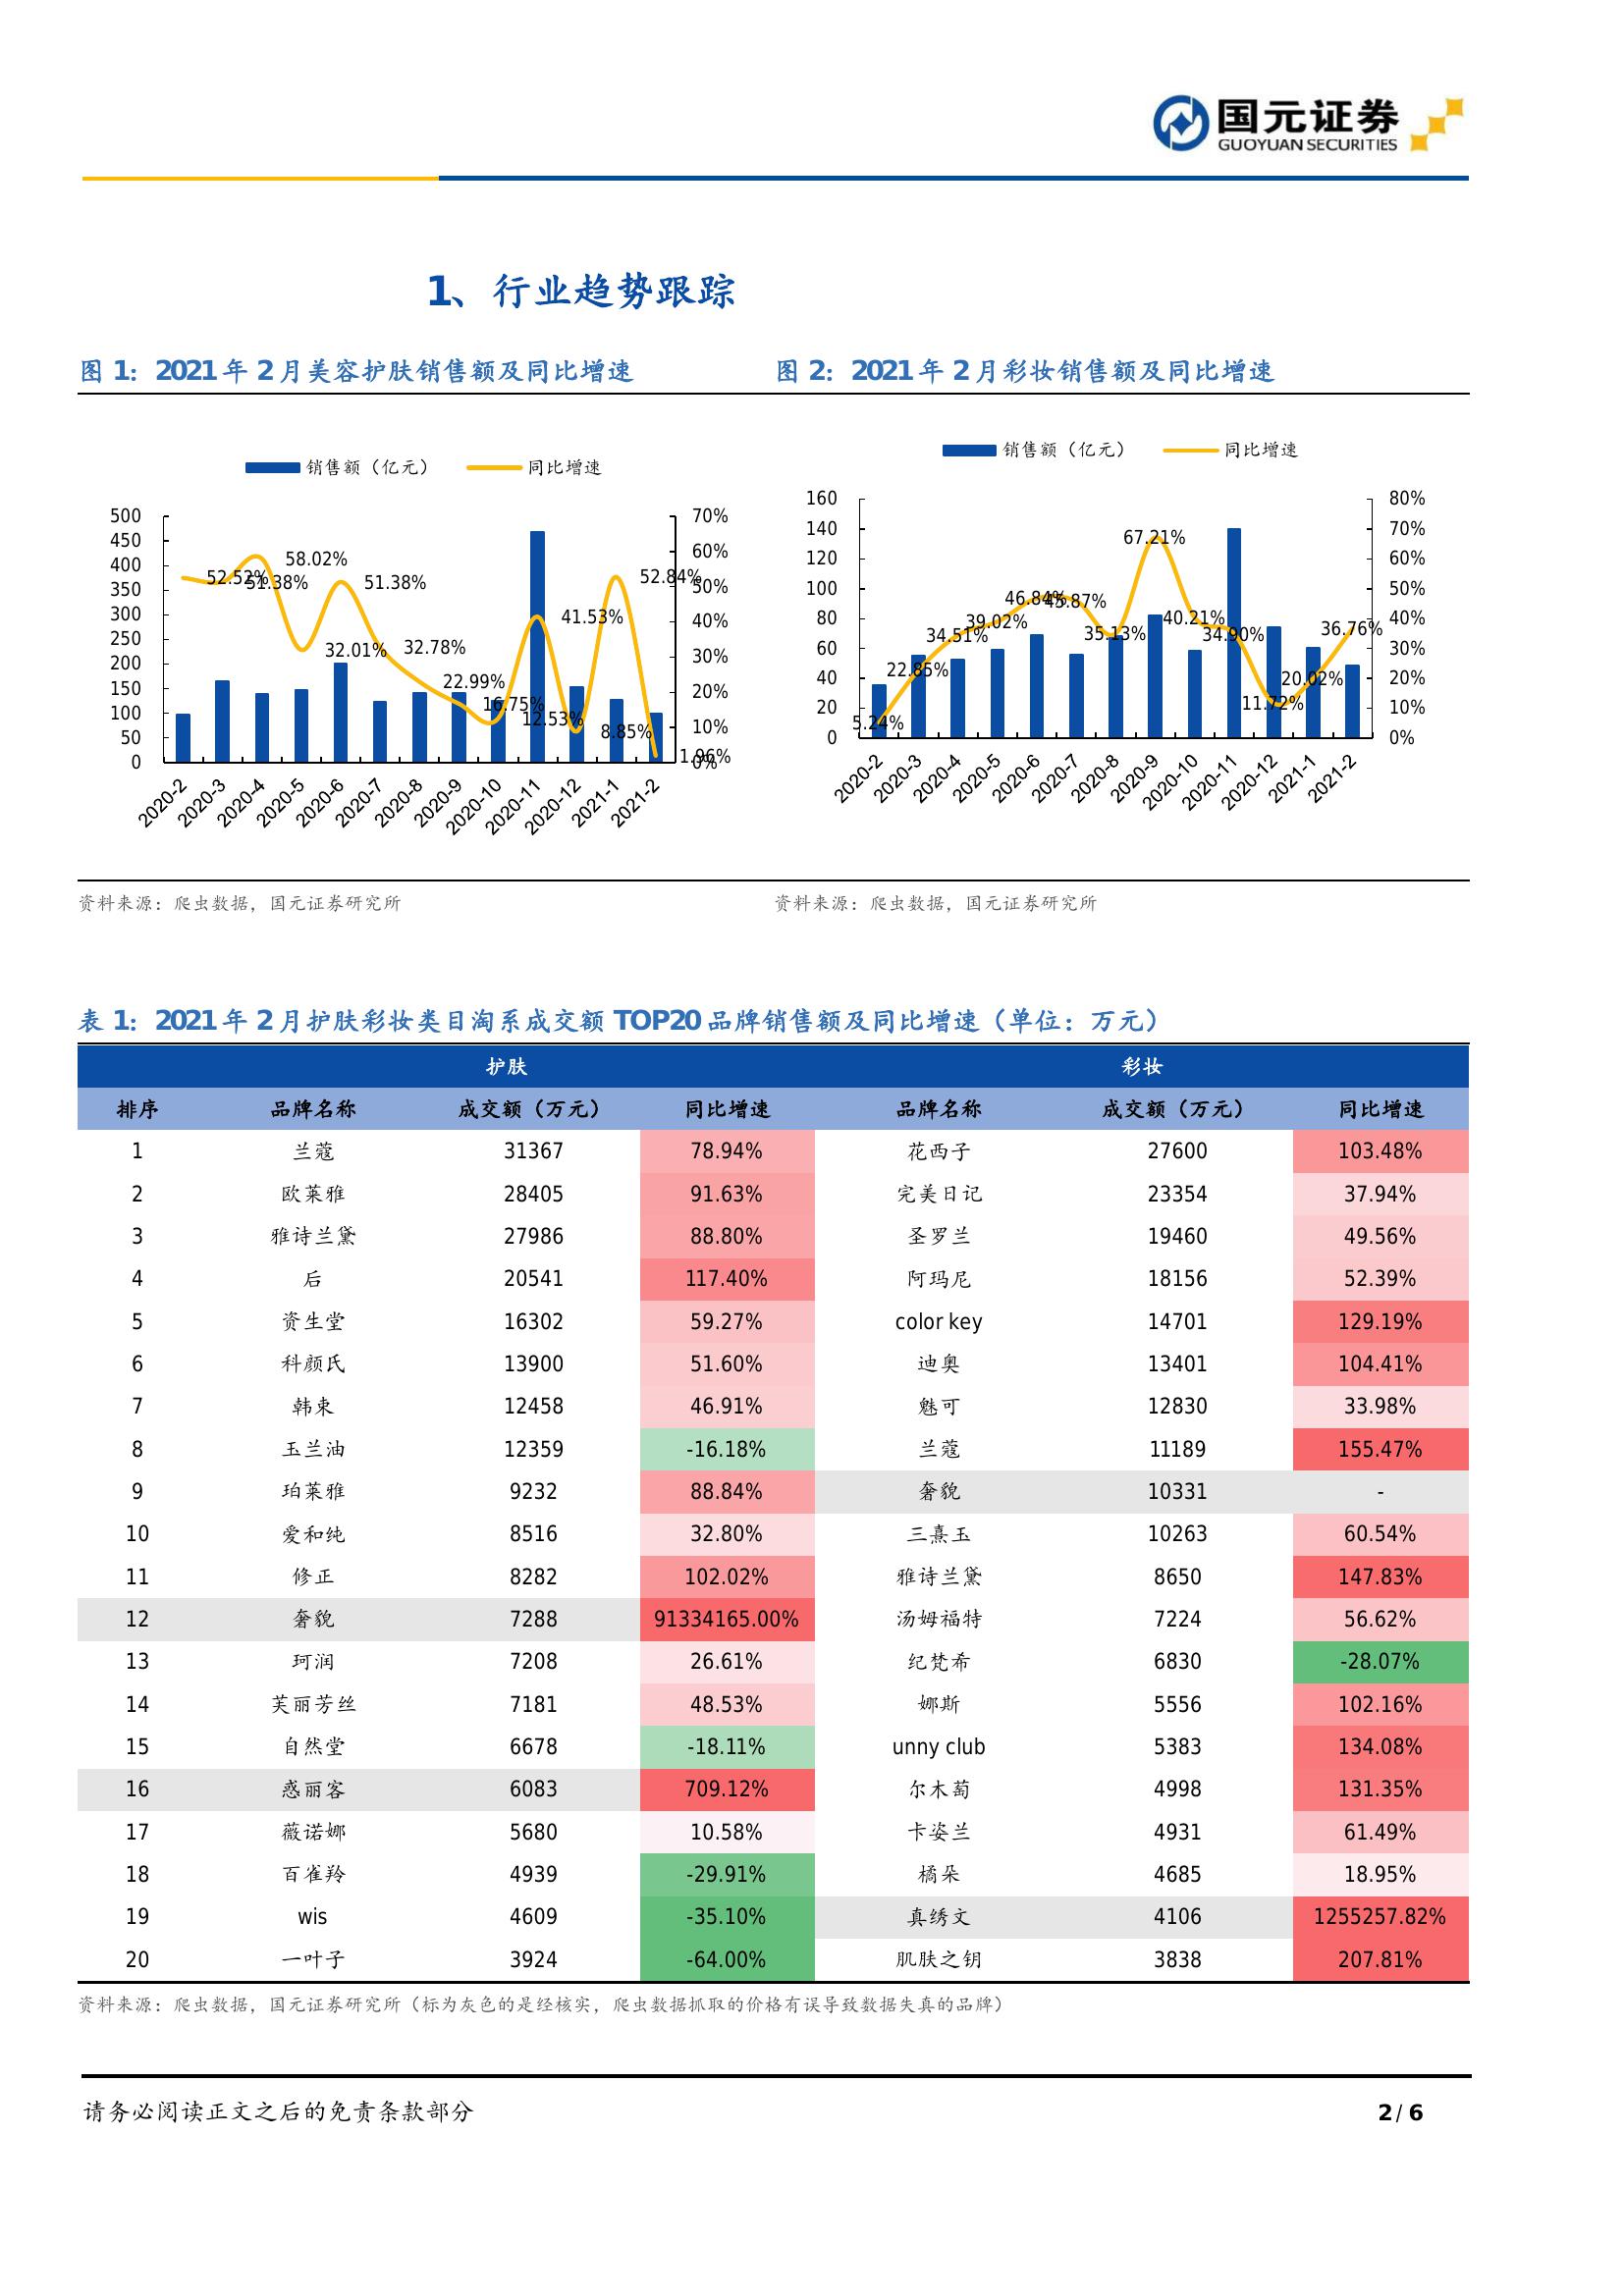 国元证券
GUOYUAN SECURITIES
1、行业趋势跟踪
图 1：2021 年 2 月美容护肤销售额及同比增速
销售额（亿元） 同比增速
500
450
400
350
300
250
200
150
100
50
0
70%
60%
50%
40%
30%
20%
10%
0%
52.52%
51.38%
58.02%
32.01%
51.38%
32.78%
22.99%
16.75%
12.53%
41.53%
8.85%
52.84%
1.96%
2020-2
2020-3
2020-4
2020-5
2020-6
2020-7
2020-8
2020-9
2020-10
2020-11
2020-12
2021-1
2021-2
资料来源：爬虫数据，国元证券研究所
图 2：2021 年 2 月彩妆销售额及同比增速
销售额（亿元） 同比增速
160
140
120
100
80
60
40
20
0
80%
70%
60%
50%
40%
30%
20%
10%
0%
5.24%
22.85%
34.51%
39.02%
46.84%
45.87%
35.13%
67.21%
40.21%
34.90%
11.72%
20.02%
36.76%
2020-2
2020-3
2020-4
2020-5
2020-6
2020-7
2020-8
2020-9
2020-10
2020-11
2020-12
2021-1
2021-2
资料来源：爬虫数据，国元证券研究所
表 1：2021 年 2 月护肤彩妆类目淘系成交额 TOP20 品牌销售额及同比增速（单位：万元）
护肤 彩妆
排序 品牌名称 成交额（万元） 同比增速 品牌名称 成交额（万元） 同比增速
1 兰蔻 31367 78.94% 花西子 27600 103.48%
2 欧莱雅 28405 91.63% 完美日记 23354 37.94%
3 雅诗兰黛 27986 88.80% 圣罗兰 19460 49.56%
4 后 20541 117.40% 阿玛尼 18156 52.39%
5 资生堂 16302 59.27% color key 14701 129.19%
6 科颜氏 13900 51.60% 迪奥 13401 104.41%
7 韩束 12458 46.91% 魅可 12830 33.98%
8 玉兰油 12359 -16.18% 兰蔻 11189 155.47%
9 珀莱雅 9232 88.84% 奢貌 10331 -
10 爱和纯 8516 32.80% 三熹玉 10263 60.54%
11 修正 8282 102.02% 雅诗兰黛 8650 147.83%
12 奢貌 7288 91334165.00% 汤姆福特 7224 56.62%
13 珂润 7208 26.61% 纪梵希 6830 -28.07%
14 芙丽芳丝 7181 48.53% 娜斯 5556 102.16%
15 自然堂 6678 -18.11% unny club 5383 134.08%
16 惑丽客 6083 709.12% 尔木萄 4998 131.35%
17 薇诺娜 5680 10.58% 卡姿兰 4931 61.49%
18 百雀羚 4939 -29.91% 橘朵 4685 18.95%
19 wis 4609 -35.10% 真绣文 4106 1255257.82%
20 一叶子 3924 -64.00% 肌肤之钥 3838 207.81%
资料来源：爬虫数据，国元证券研究所（标为灰色的是经核实，爬虫数据抓取的价格有误导致数据失真的品牌）
请务必阅读正文之后的免责条款部分 2 / 6